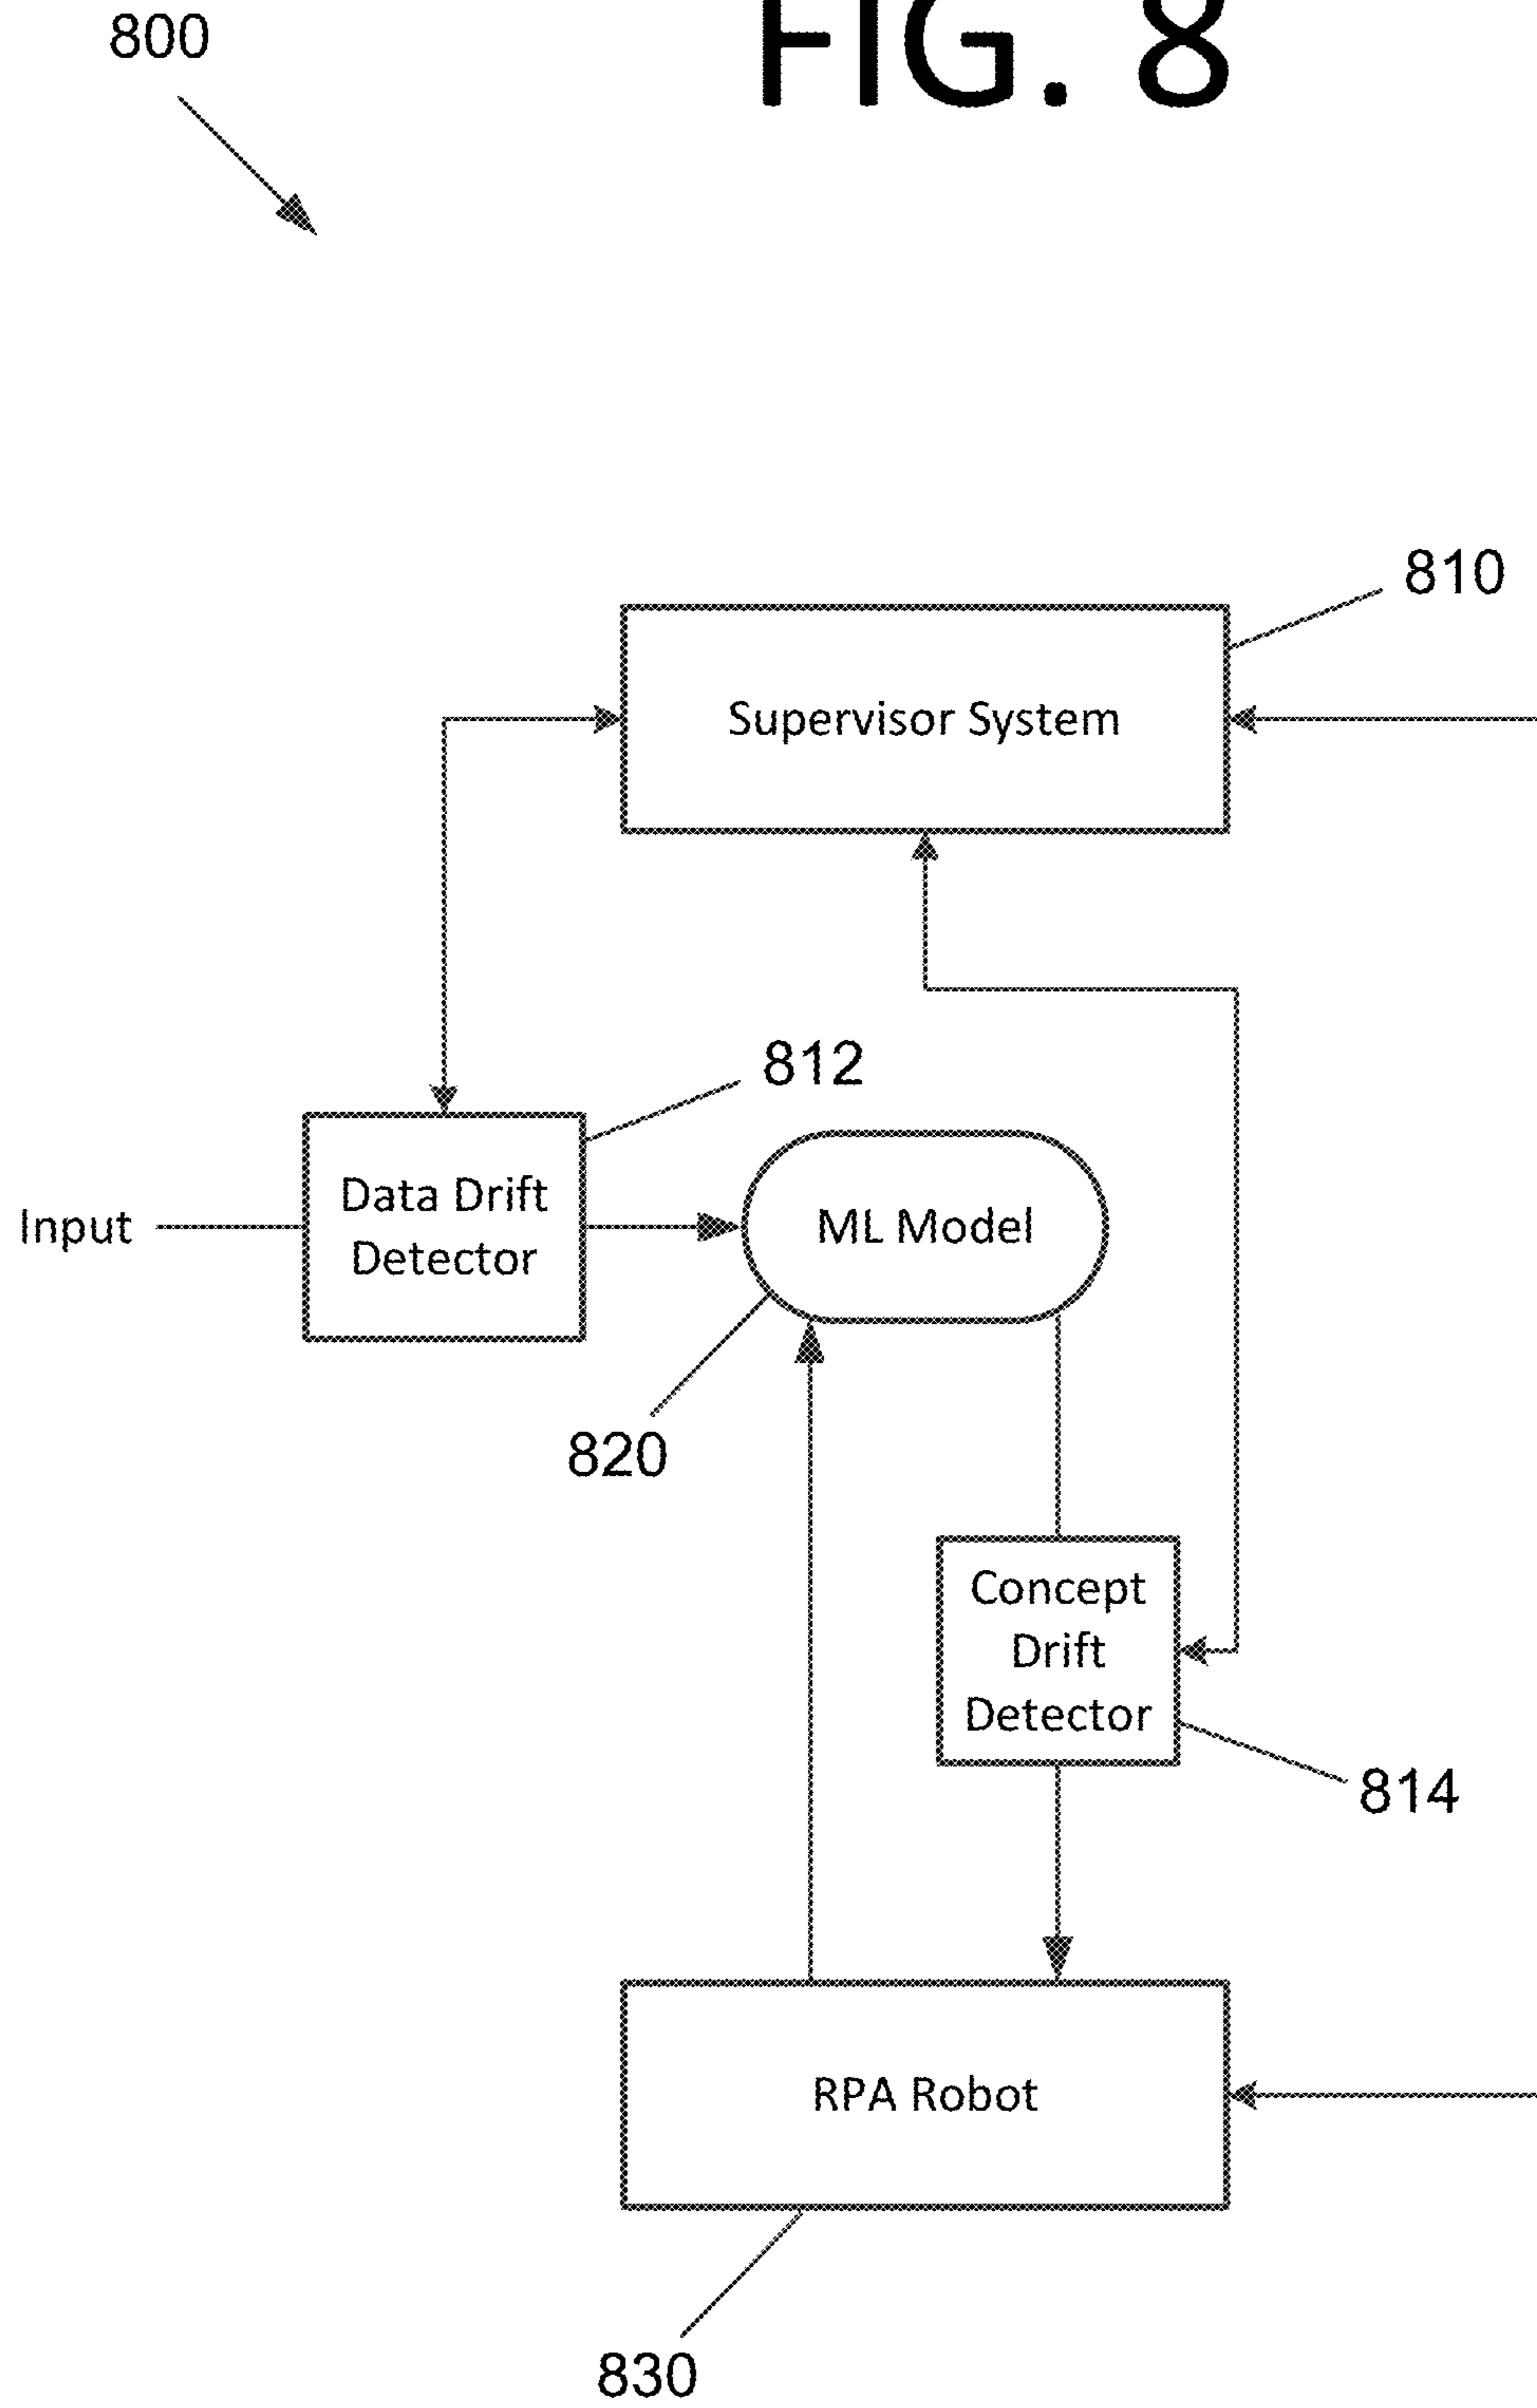 800
FIG. 8
810
Supervisor System
812
Data Drift
Detector
Input
ML Model
820
Concept
Drift
Detector
814
RPA Robot
830